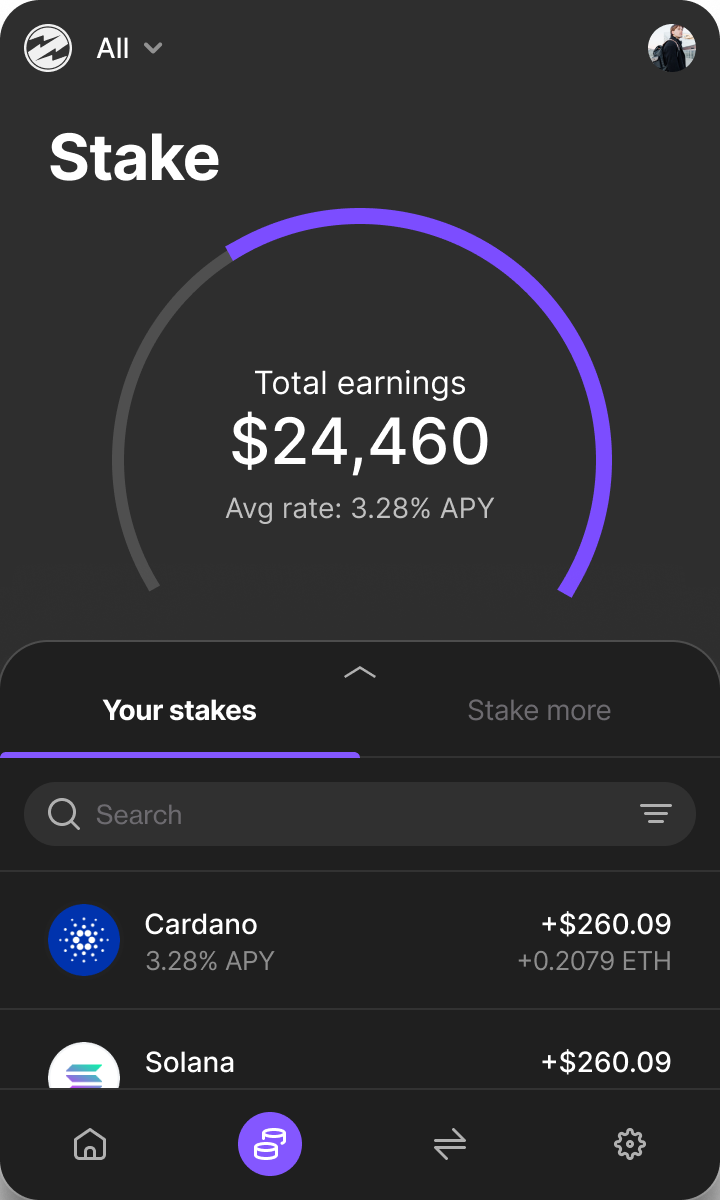 All
Stake
Total earnings
$24,460
Avg rate: 3.28% APY
Your stakes
Stake more
Search
Cardano
+$260.09
3.28% APY
+0.2079 ETH
Solana
+$260.09